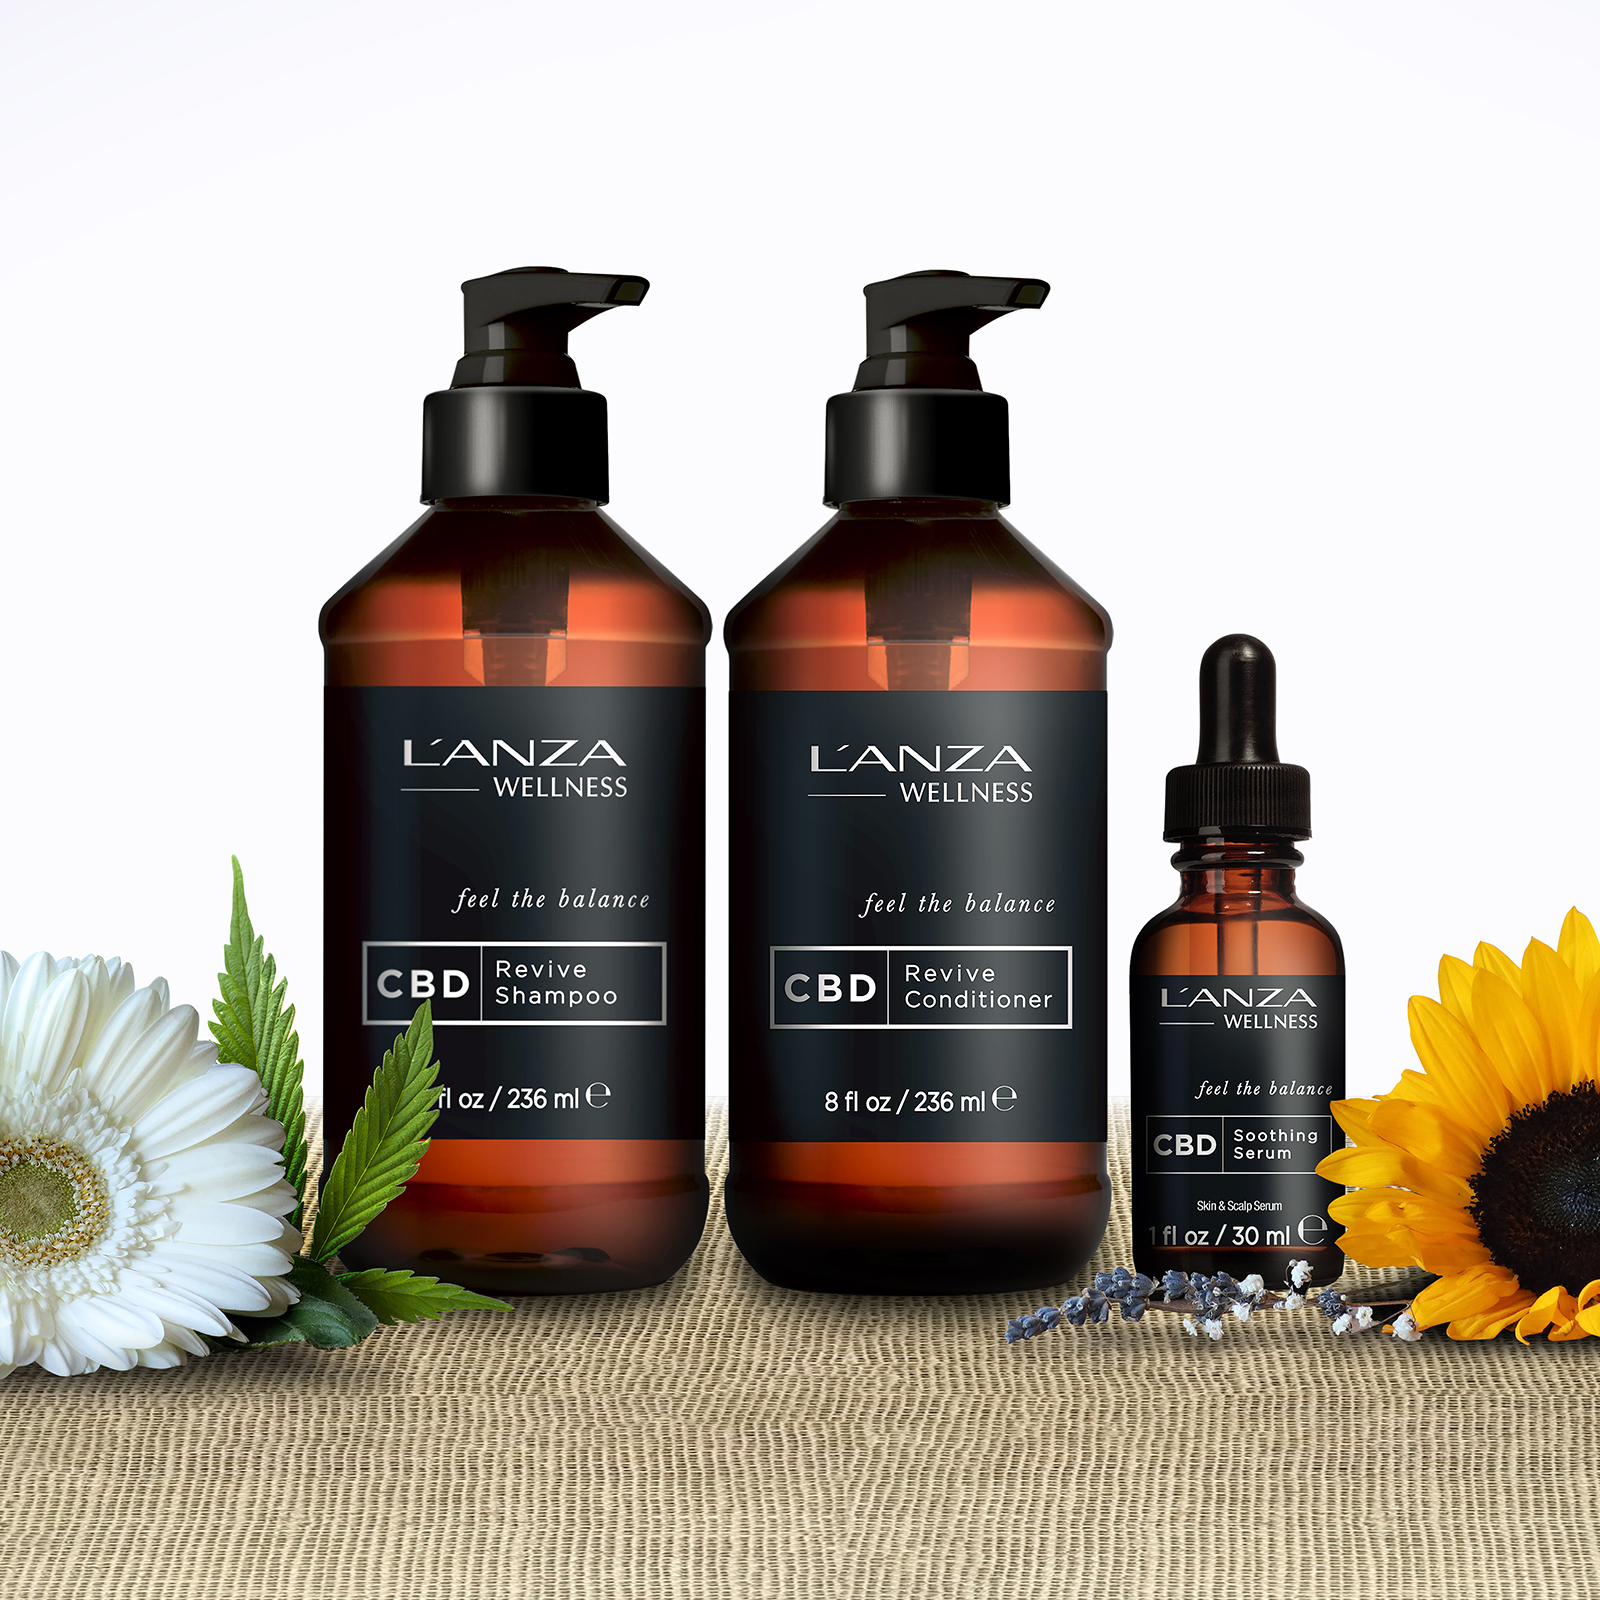 L'ANZA
WELLNESS
feel the balance
CBD
Revive
Shampoo
fl oz / 236 ml ℮
L'ANZA
WELLNESS
feel the balance
CBD
Revive
Conditioner
8 fl oz / 236 ml ℮
L'ANZA
WELLNESS
feel the balance
CBD
Soothing
Serum
Skin & Scalp Serum
1 fl oz / 30 ml ℮